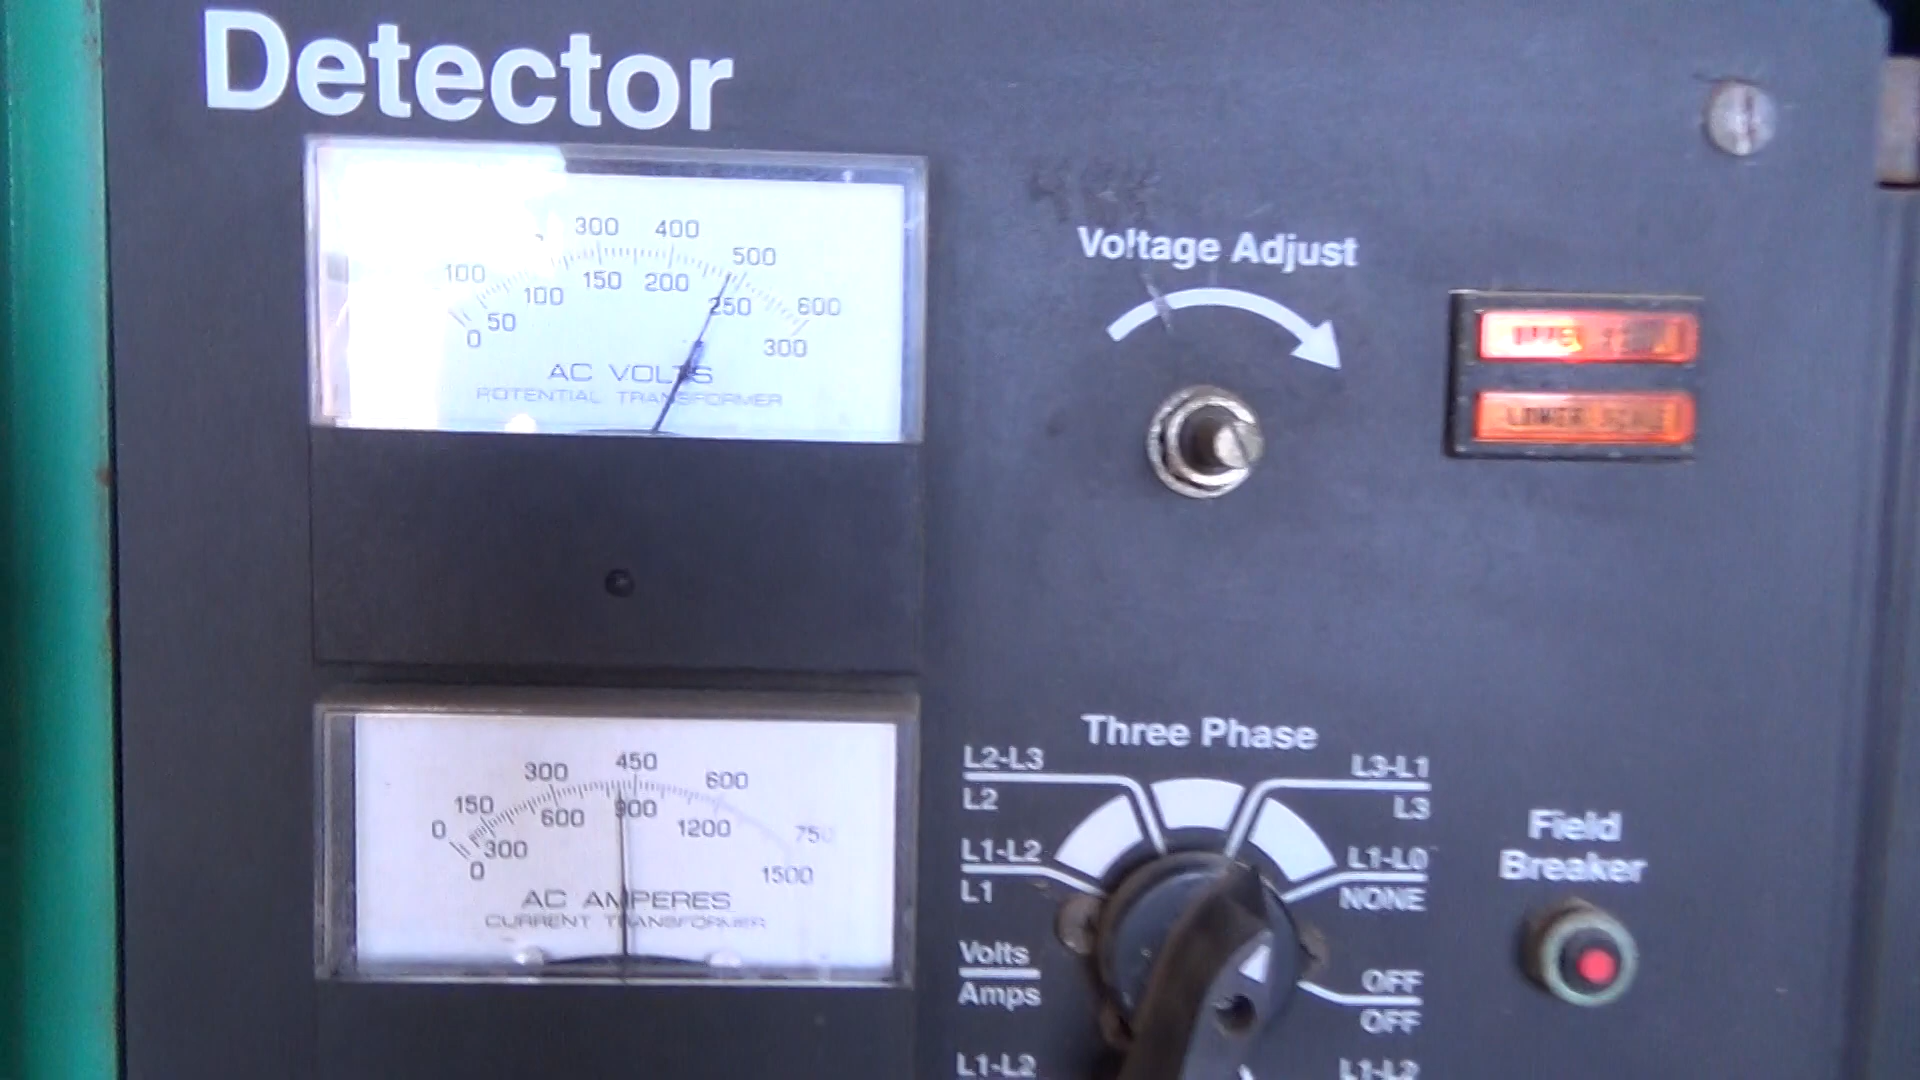 Detector
300 400
100 500
600
50 100 150 200 250
0 300
AC VOLTS
POTENTIAL TRANSFORMER
Voltage Adjust
LOWER SCALE
0 150 300 450 600 750
0 300 600 900 1200 1500
AC AMPERES
CURRENT TRANSFORMER
Three Phase
L2-L3
L2
L3-L1
L3
L1-L2
L1
L1-L0
NONE
Volts
Amps
OFF
OFF
L1-L2
L1-L2
Field
Breaker